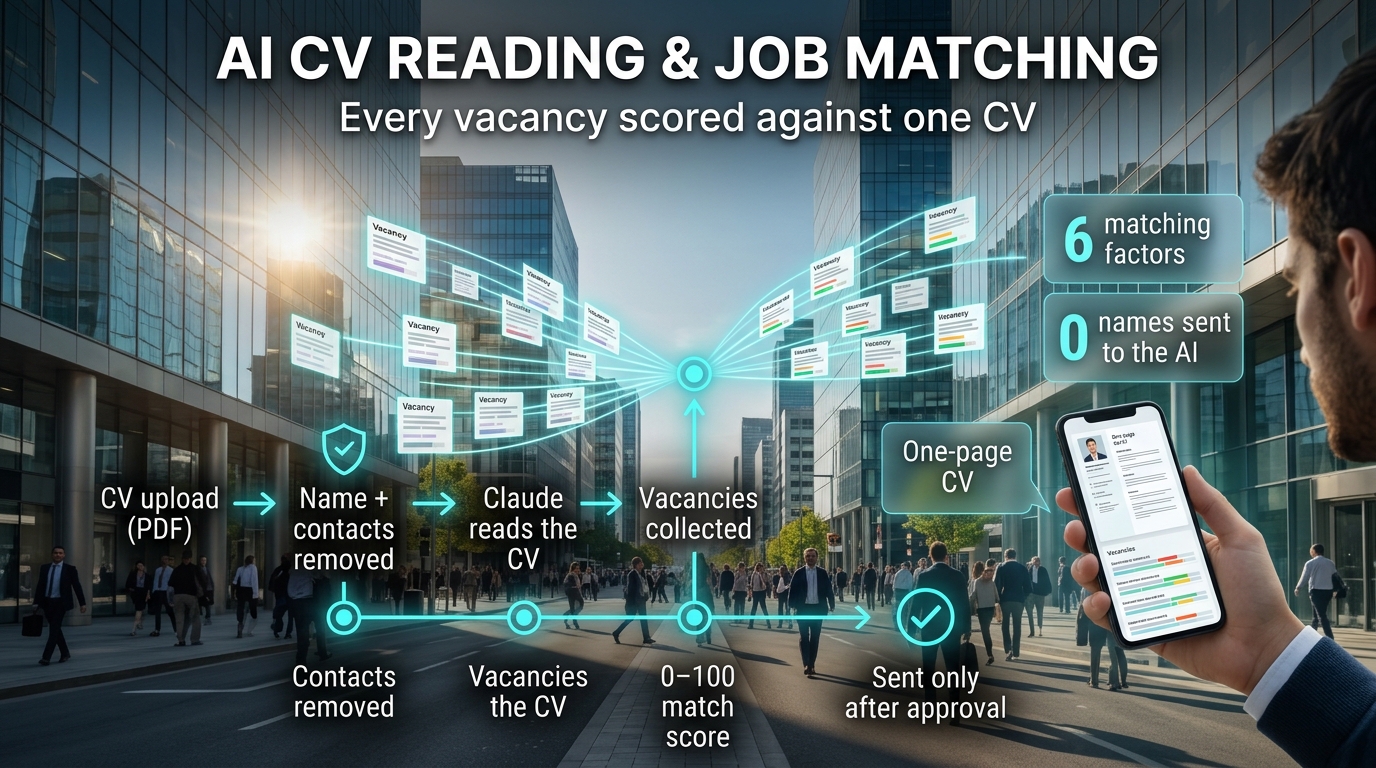 AI CV READING & JOB MATCHING
Every vacancy scored against one CV
Vacancy
Vacancy
Vacancy
Vacancy
Vacancy
Vacancy
Vacancy
6 matching
factors
0 names sent
to the AI
One-page
CV
CV upload
(PDF)
Name +
contacts
removed
Claude
reads the
CV
Vacancies
collected
Vacancies
Contacts
removed
Vacancies
the CV
0–100
match
score
Sent only
after approval